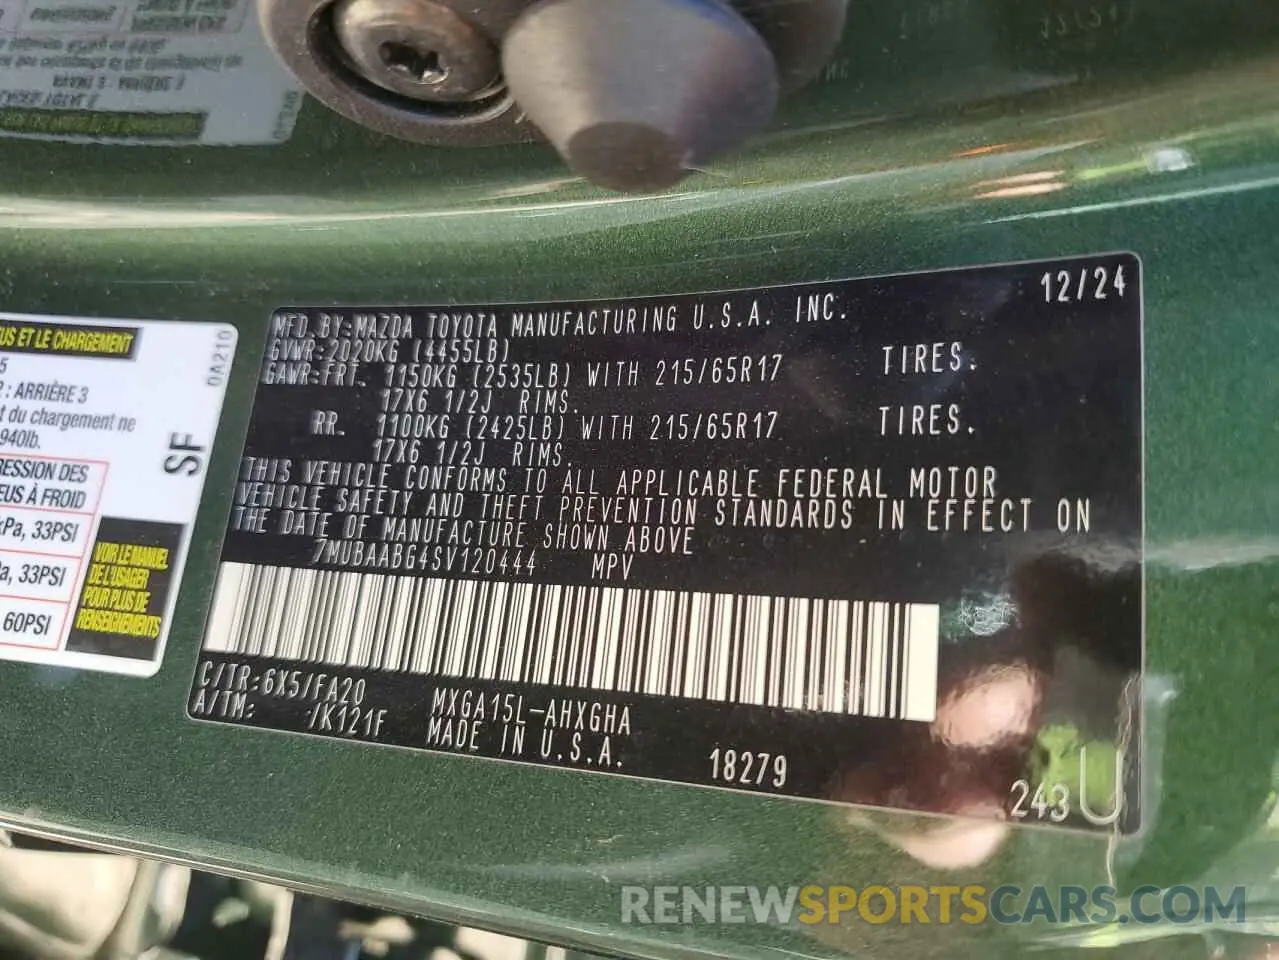 12/24
MFD.BY:MAZDA TOYOTA MANUFACTURING U.S.A. INC.
GVWR:2020KG (4455LB)
GAWR:FRT. 1150KG (2535LB) WITH 215/65R17 TIRES.
17X6 1/2J RIMS.
RR. 1100KG (2425LB) WITH 215/65R17 TIRES.
17X6 1/2J RIMS.
THIS VEHICLE CONFORMS TO ALL APPLICABLE FEDERAL MOTOR
VEHICLE SAFETY AND THEFT PREVENTION STANDARDS IN EFFECT ON
THE DATE OF MANUFACTURE SHOWN ABOVE
7MUBAABG4SV120444 MPV
C/TR:6X5/FA20 MXGA15L-AHXGHA
A/TM: /K121F MADE IN U.S.A.
18279
243U
TUS ET LE CHARGEMENT
5
: ARRIÈRE 3
t du chargement ne
940lb.
RESSION DES
EUS À FROID
kPa, 33PSI
a, 33PSI
60PSI
VOIR LE MANUEL
DE L'USAGER
POUR PLUS DE
RENSEIGNEMENTS
0A210
SF
RENEWSPORTSCARS.COM